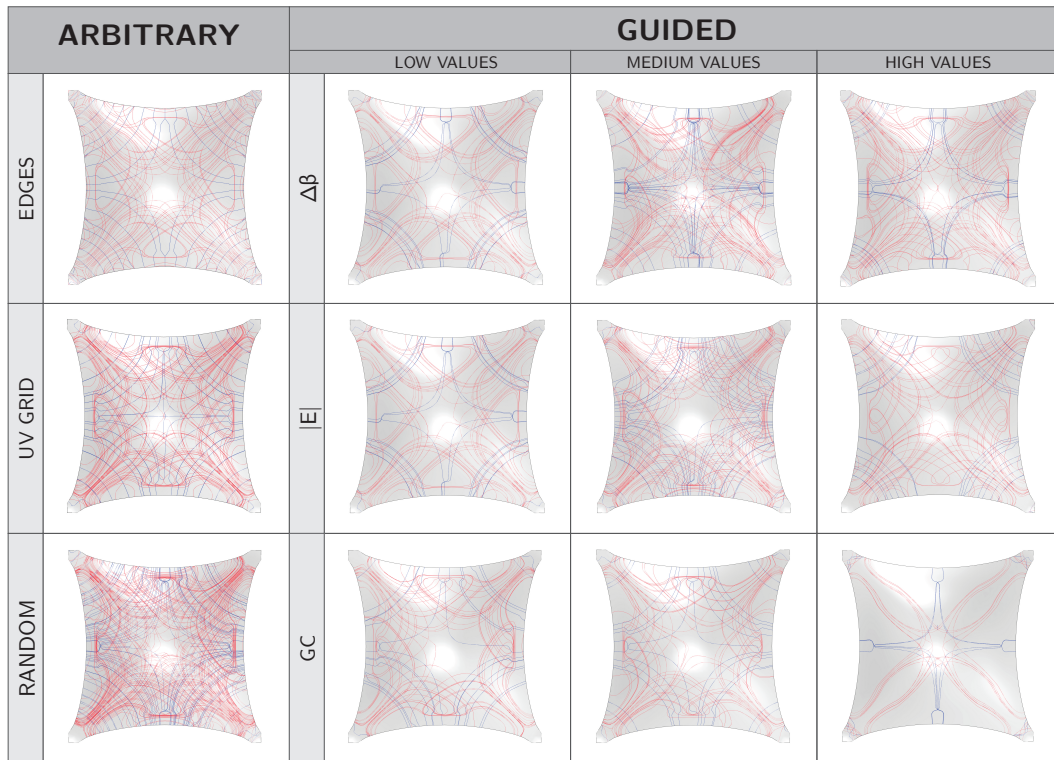 ARBITRARY
GUIDED
LOW VALUES
MEDIUM VALUES
HIGH VALUES
EDGES
Δβ
UV GRID
|E|
RANDOM
GC